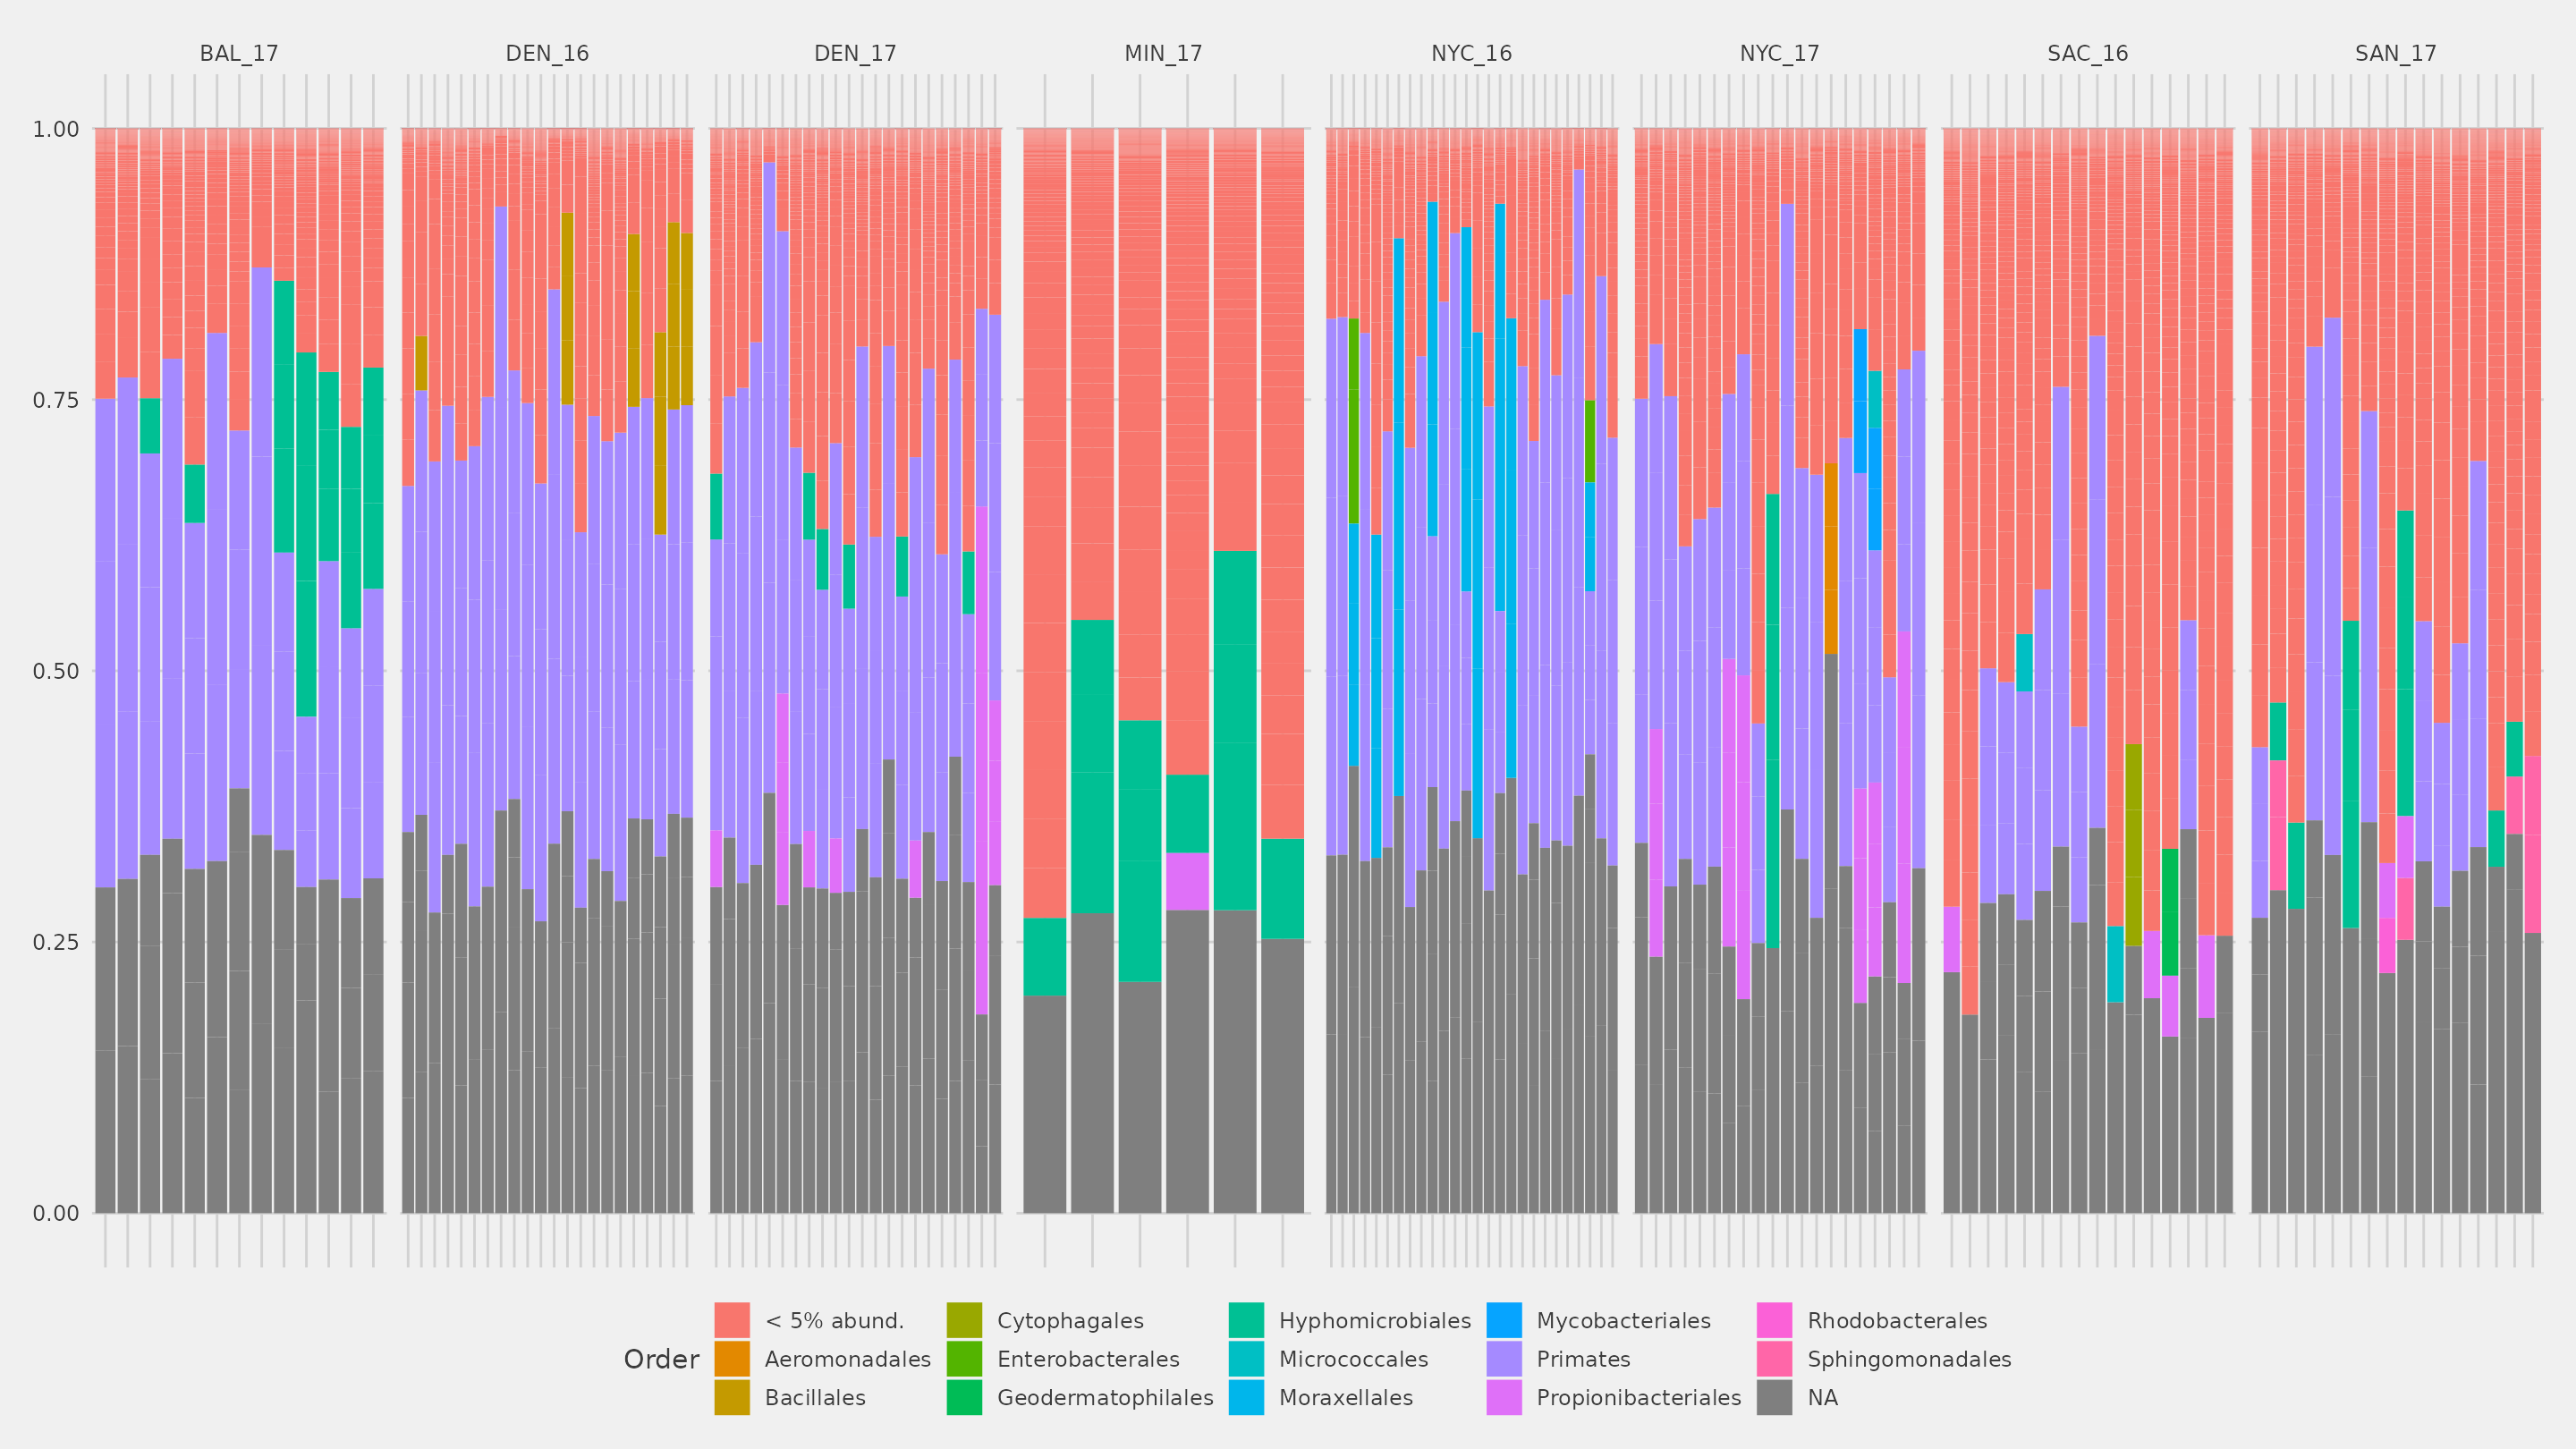 BAL_17 DEN_16 DEN_17 MIN_17 NYC_16 NYC_17 SAC_16 SAN_17
1.00
0.75
0.50
0.25
0.00
Order
< 5% abund. Cytophagales Hyphomicrobiales Mycobacteriales Rhodobacterales
Aeromonadales Enterobacterales Micrococcales Primates Sphingomonadales
Bacillales Geodermatophilales Moraxellales Propionibacteriales NA